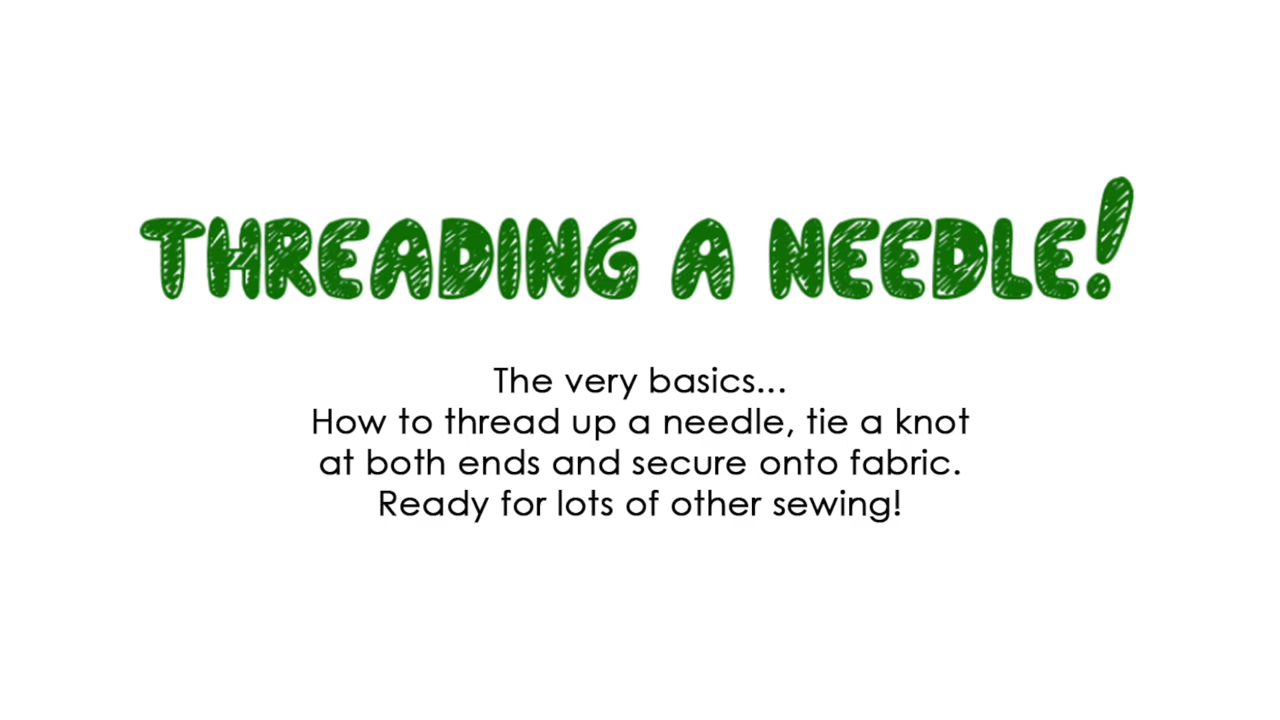 THREADING A NEEDLE!
The very basics...
How to thread up a needle, tie a knot
at both ends and secure onto fabric.
Ready for lots of other sewing!